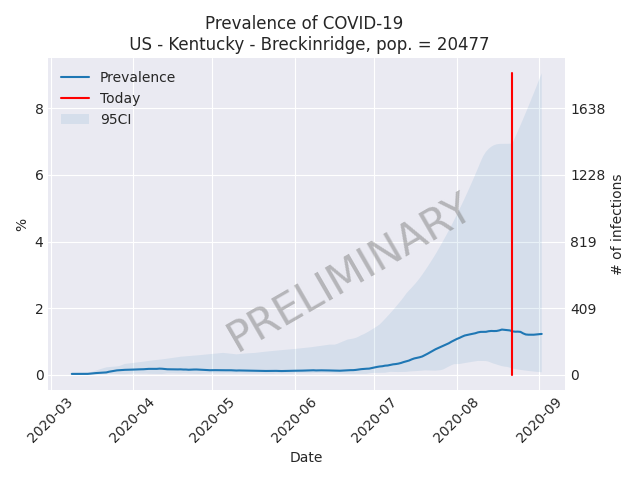 Prevalence of COVID-19
US - Kentucky - Breckinridge, pop. = 20477
Prevalence
Today
95CI
8
6
4
2
0
%
1638
1228
819
409
0
# of infections
PRELIMINARY
2020-03
2020-04
2020-05
2020-06
2020-07
2020-08
2020-09
Date